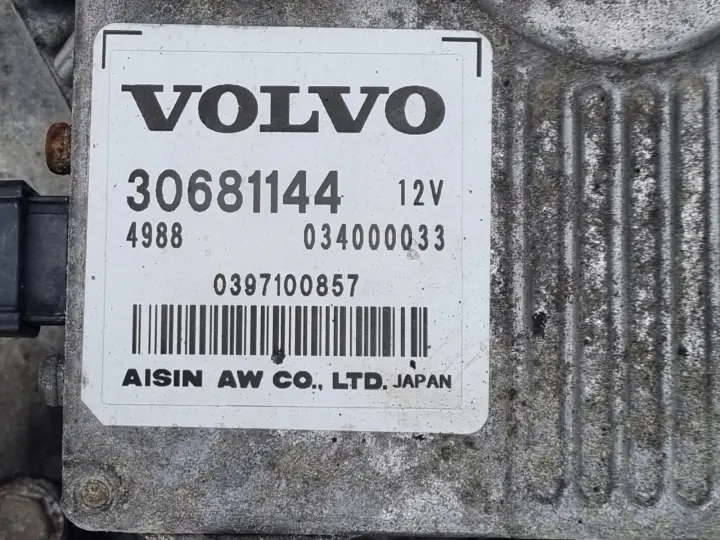 VOLVO
30681144 12V
4988 034000033
0397100857
AISIN AW CO., LTD. JAPAN